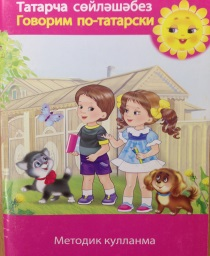 Татарча сөйләшәбез
Говорим по-татарски
Методик кулланма